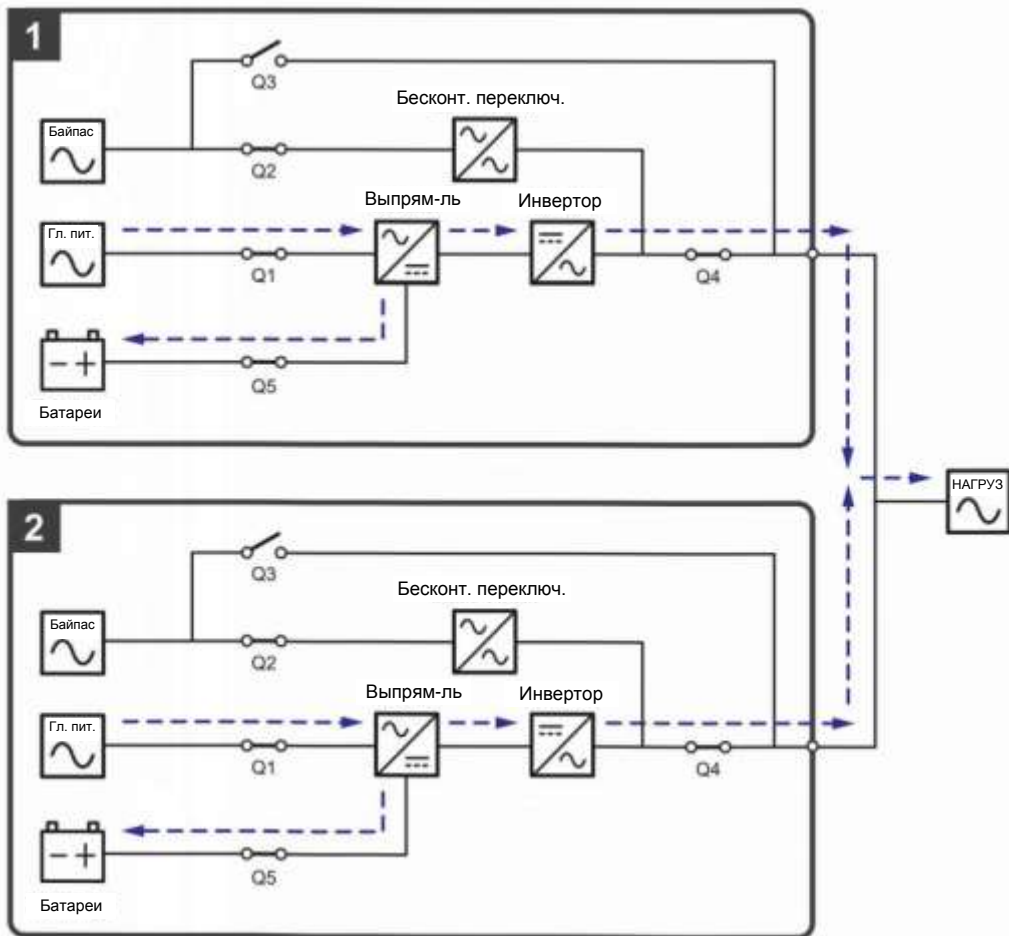 1
Q3
Бесконт. переключ.
Байпас
Q2
Выпрям-ль
Инвертор
Гл. пит.
Q1
Q4
Q5
Батареи
НАГРУЗ
2
Q3
Бесконт. переключ.
Байпас
Q2
Выпрям-ль
Инвертор
Гл. пит.
Q1
Q4
Q5
Батареи